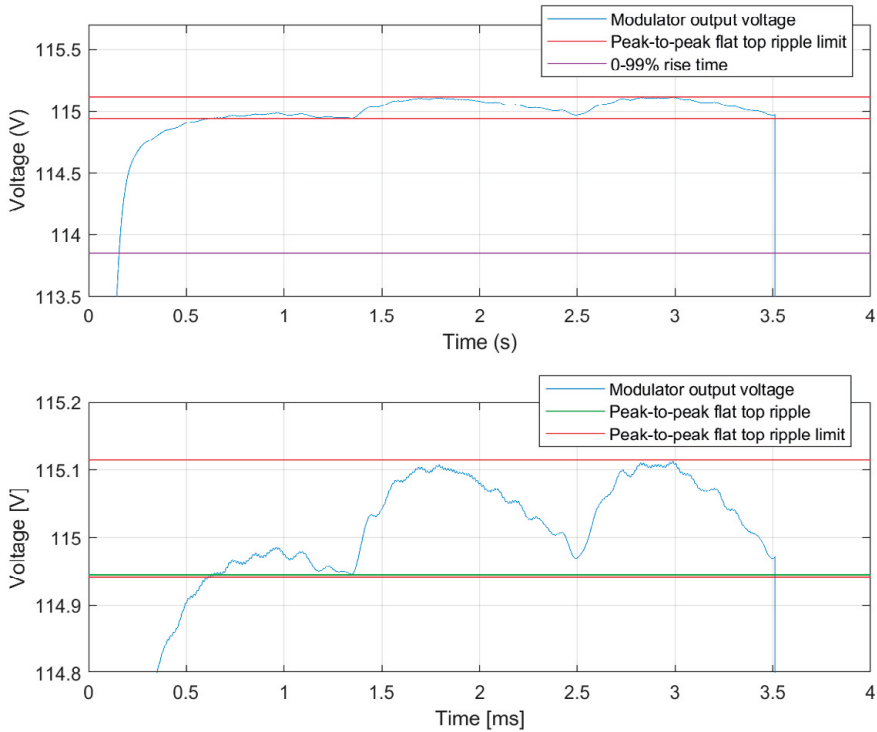 Modulator output voltage
Peak-to-peak flat top ripple limit
0-99% rise time
115.5
115
114.5
114
113.5
Voltage (V)
0 0.5 1 1.5 2 2.5 3 3.5 4
Time (s)
Modulator output voltage
Peak-to-peak flat top ripple
Peak-to-peak flat top ripple limit
115.2
115.1
115
114.9
114.8
Voltage [V]
0 0.5 1 1.5 2 2.5 3 3.5 4
Time [ms]